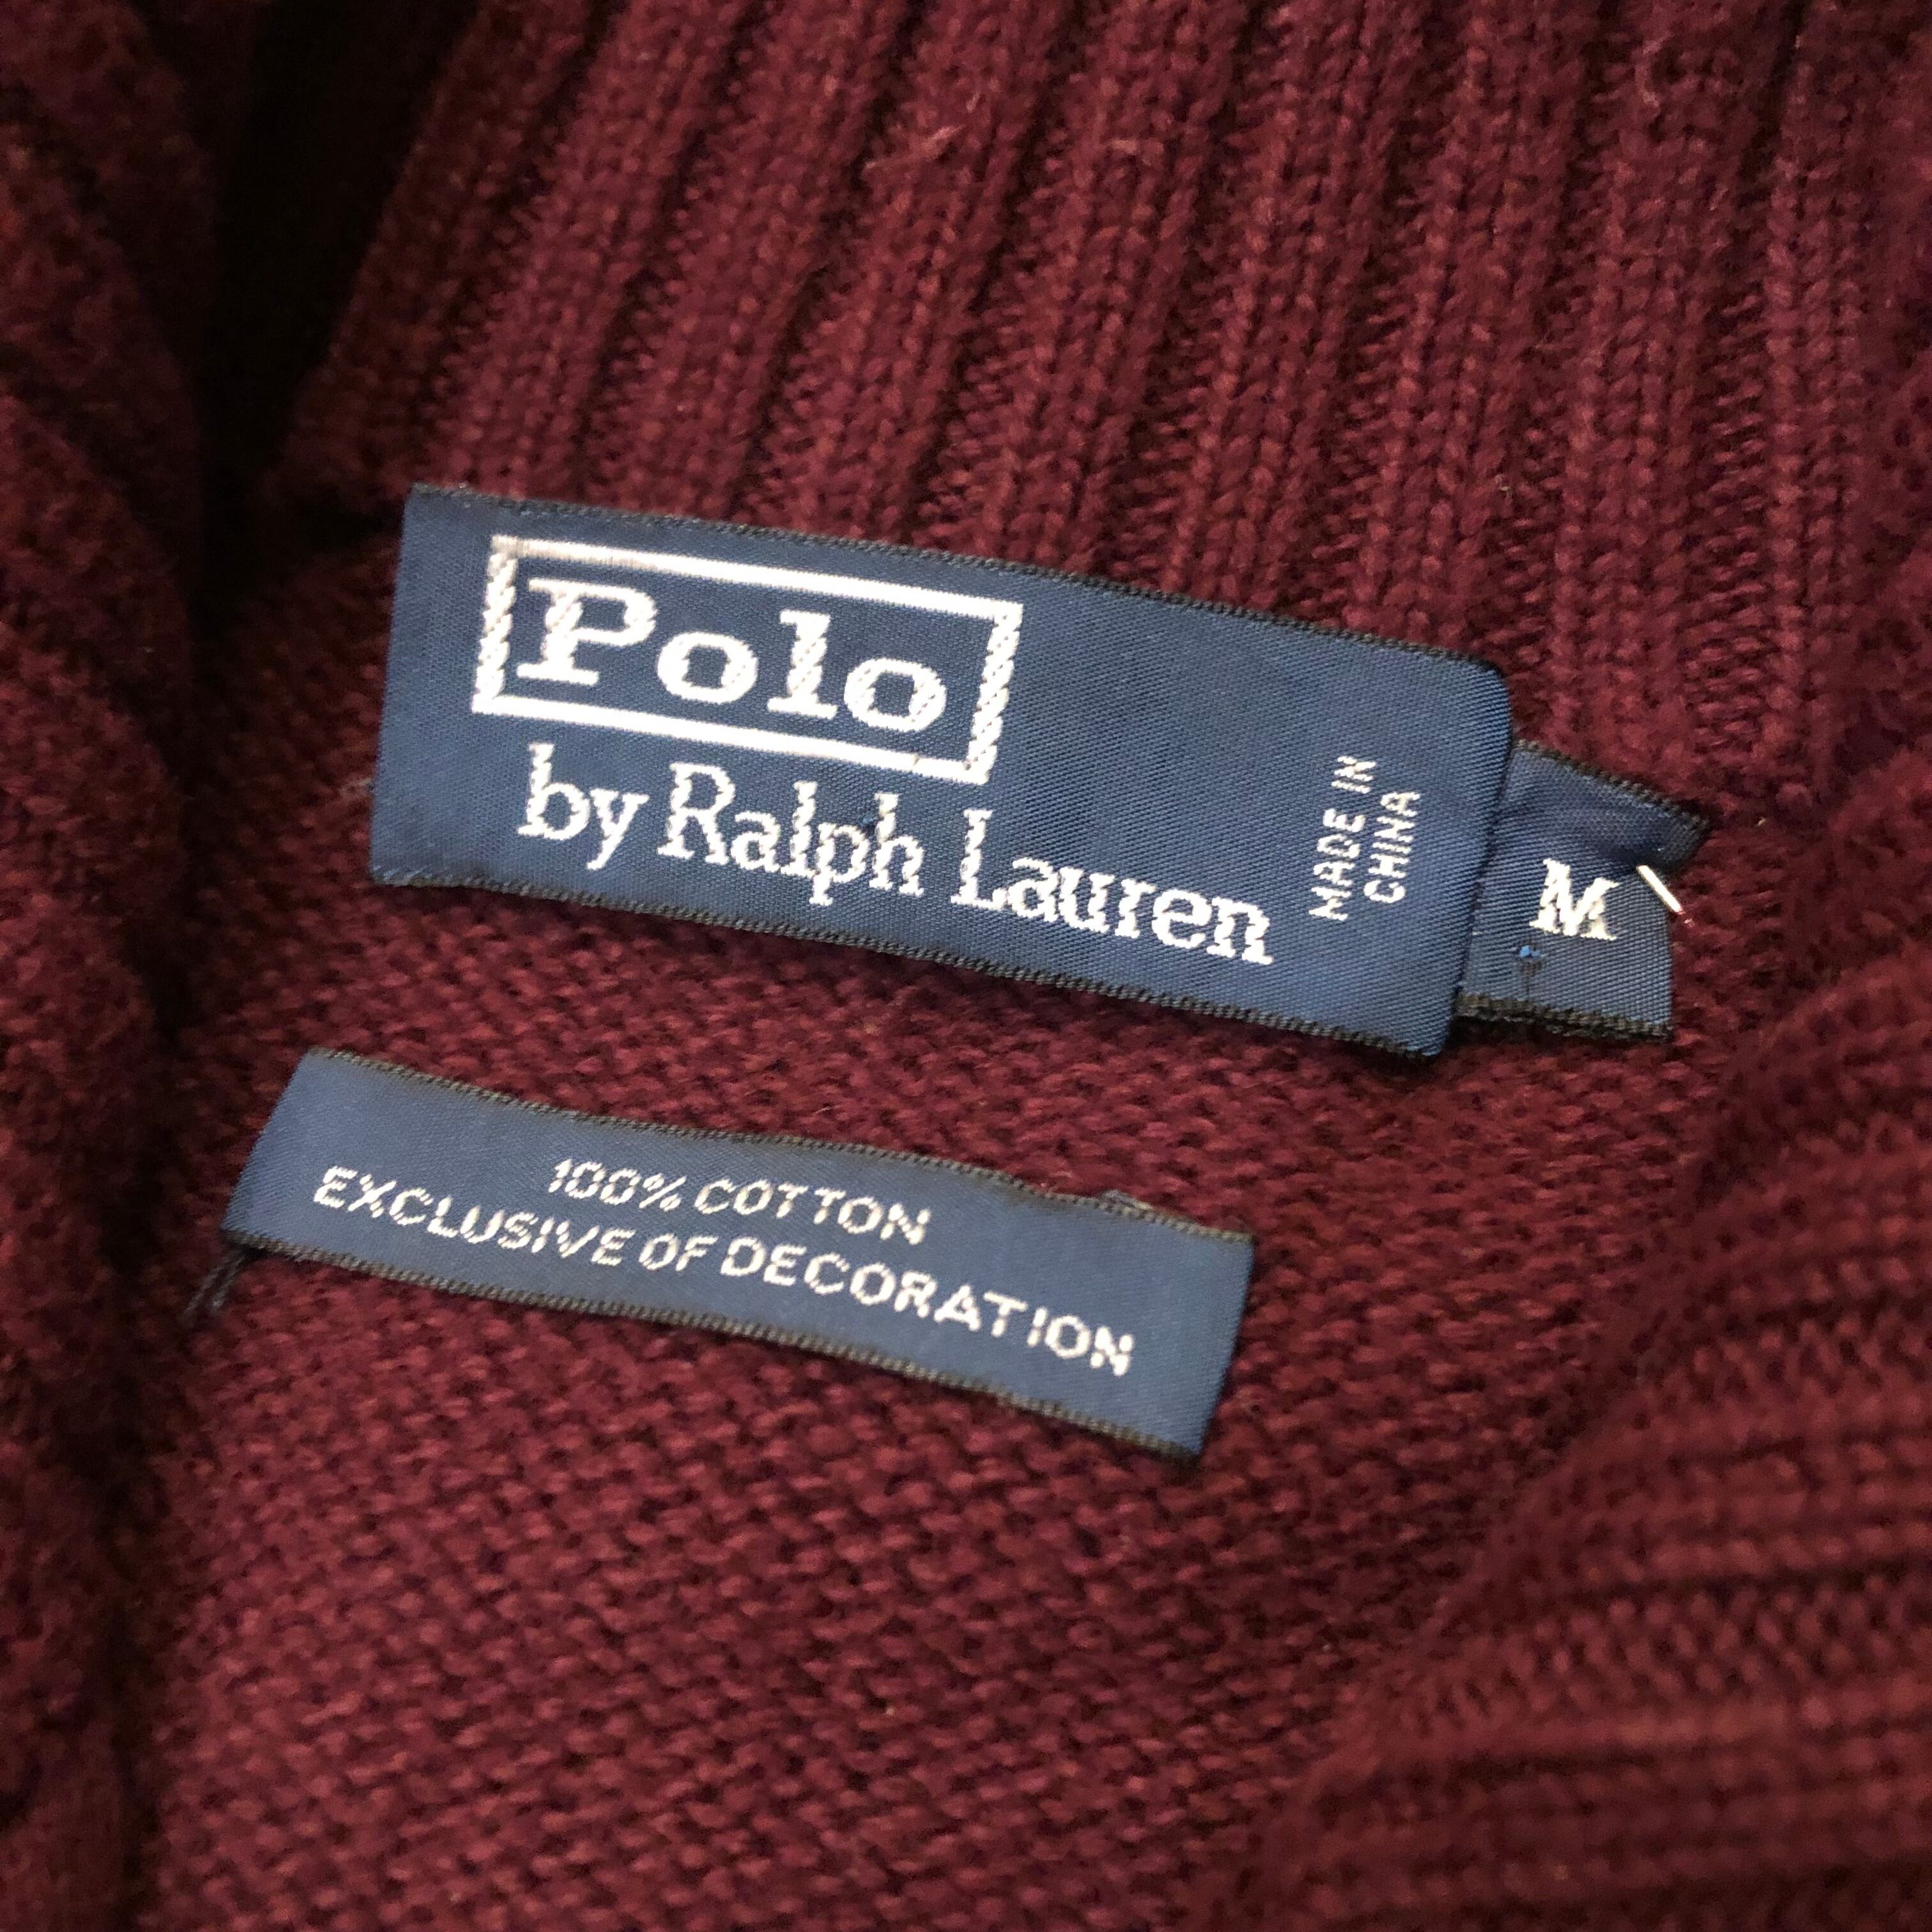 Polo
by Ralph Lauren
MADE IN
CHINA
M
100% COTTON
EXCLUSIVE OF DECORATION